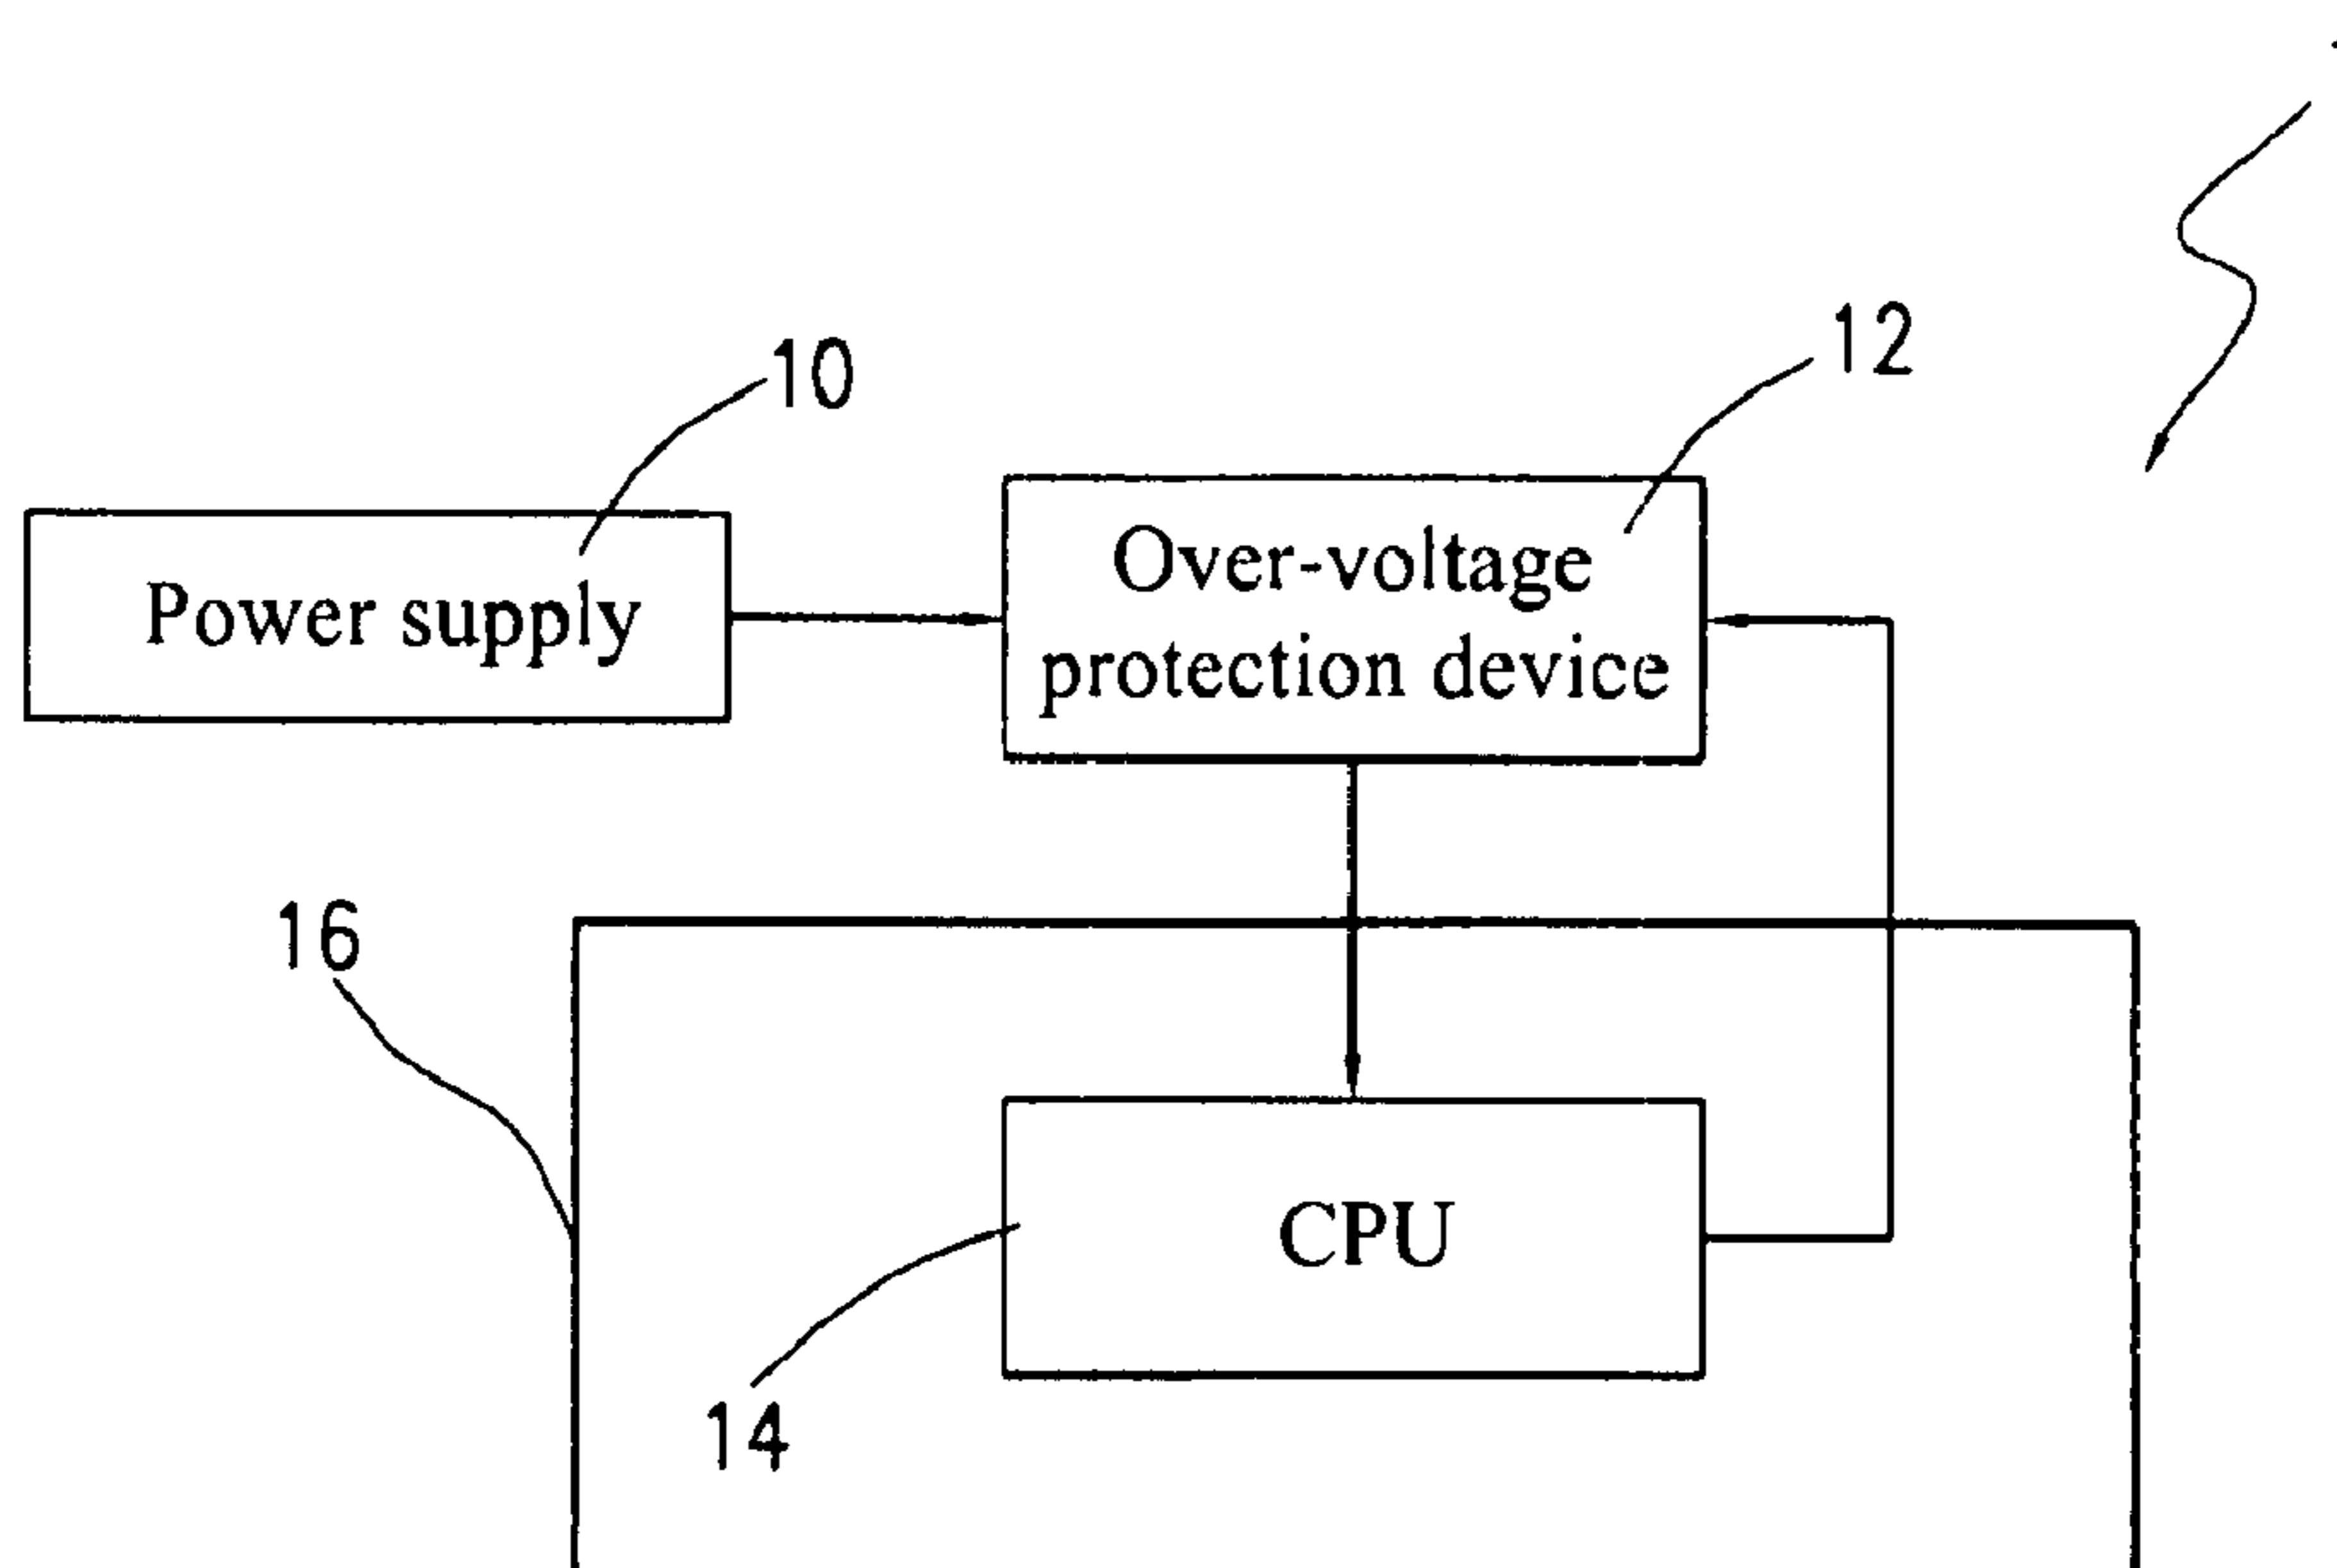 12
10
Over-voltage
protection device
Power supply
16
CPU
14